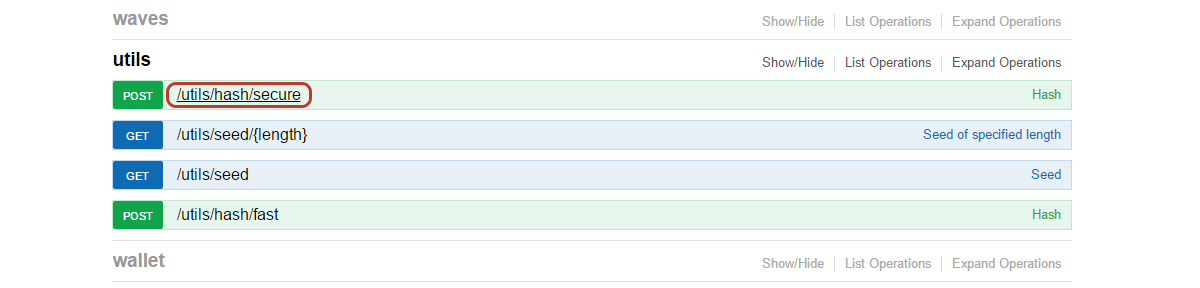 waves Show/Hide List Operations Expand Operations
utils Show/Hide List Operations Expand Operations
POST /utils/hash/secure Hash
GET /utils/seed/{length} Seed of specified length
GET /utils/seed Seed
POST /utils/hash/fast Hash
wallet Show/Hide List Operations Expand Operations